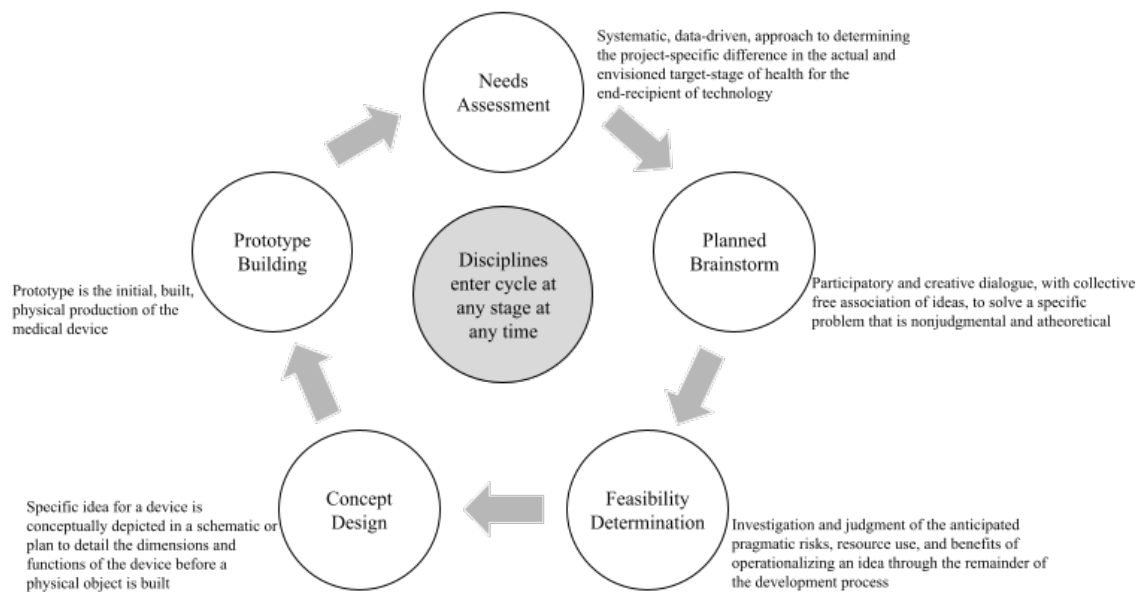 Needs
Assessment
Systematic, data-driven, approach to determining
the project-specific difference in the actual and
envisioned target-stage of health for the
end-recipient of technology
Planned
Brainstorm
Participatory and creative dialogue, with collective
free association of ideas, to solve a specific
problem that is nonjudgmental and atheoretical
Feasibility
Determination
Investigation and judgment of the anticipated
pragmatic risks, resource use, and benefits of
operationalizing an idea through the remainder of
the development process
Concept
Design
Specific idea for a device is
conceptually depicted in a schematic or
plan to detail the dimensions and
functions of the device before a
physical object is built
Prototype
Building
Prototype is the initial, built,
physical production of the
medical device
Disciplines
enter cycle at
any stage at
any time